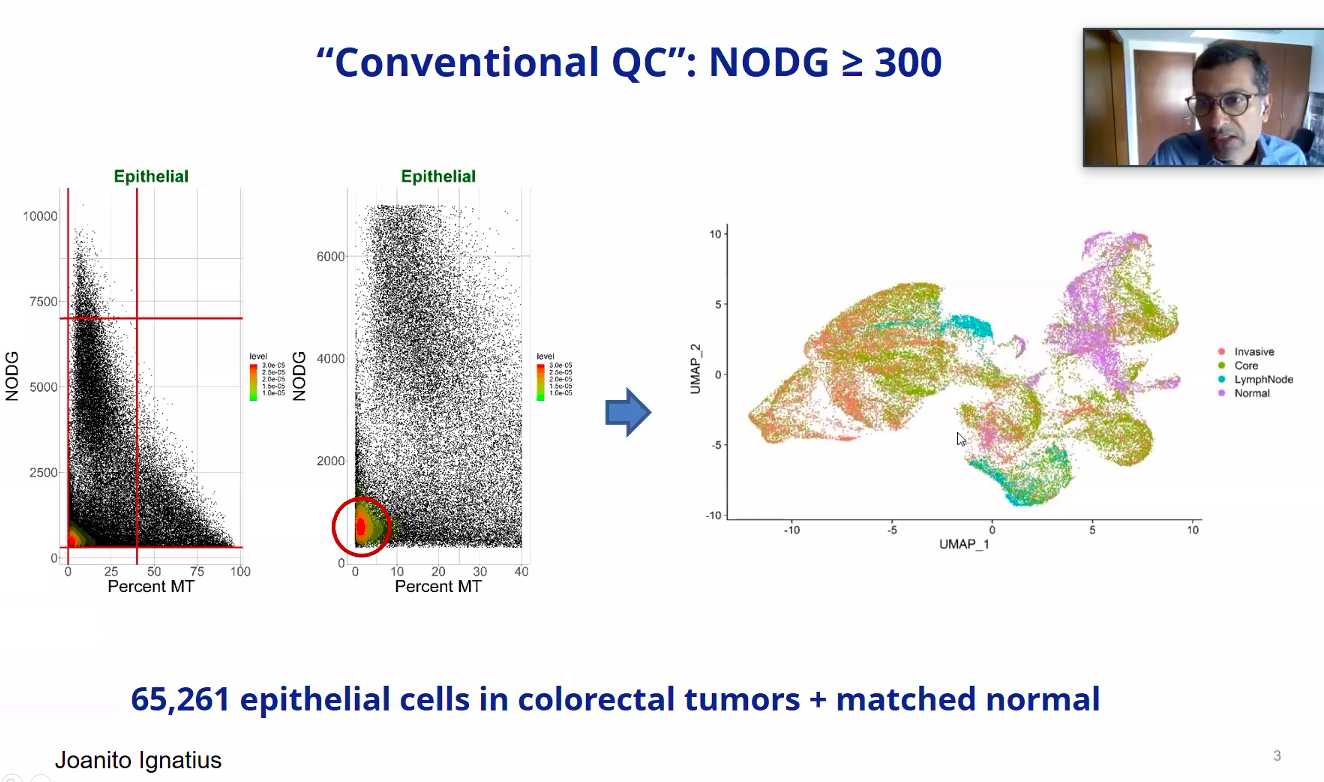 “Conventional QC”: NODG ≥ 300
Epithelial
10000
7500
5000
2500
0
NODG
0 25 50 75 100
Percent MT
level
3.0e-05
2.5e-05
2.0e-05
1.5e-05
1.0e-05
Epithelial
6000
4000
2000
0
NODG
0 10 20 30 40
Percent MT
level
3.0e-05
2.5e-05
2.0e-05
1.5e-05
1.0e-05
10
5
0
-5
-10
UMAP_2
-10 -5 0 5 10
UMAP_1
Invasive
Core
LymphNode
Normal
65,261 epithelial cells in colorectal tumors + matched normal
Joanito Ignatius
3